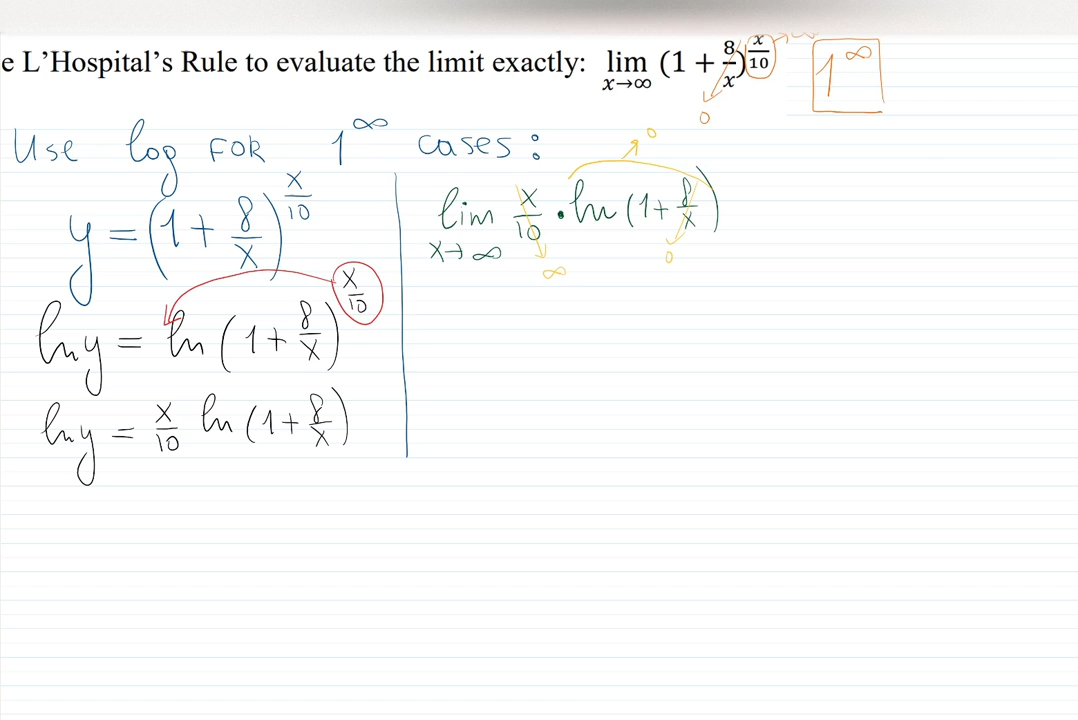 e L’Hospital’s Rule to evaluate the limit exactly: lim x→∞ (1 + 8/x)^(x/10) → ∞ 1^∞
0
Use log FOR 1^∞ cases:
y = (1 + 8/x)^(x/10)
ln y = ln (1 + 8/x)^(x/10)
ln y = x/10 ln (1 + 8/x)
0
lim x→∞ x/10 · ln (1 + 8/x)
∞ 0